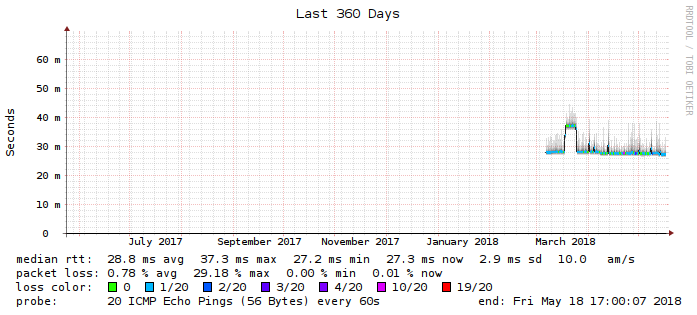 Last 360 Days
RRDTOOL / TOBI OETIKER
Seconds
60 m
50 m
40 m
30 m
20 m
10 m
0
July 2017 September 2017 November 2017 January 2018 March 2018
median rtt: 28.8 ms avg 37.3 ms max 27.2 ms min 27.3 ms now 2.9 ms sd 10.0 am/s
packet loss: 0.78 % avg 29.18 % max 0.00 % min 0.01 % now
loss color: 0 1/20 2/20 3/20 4/20 10/20 19/20
probe: 20 ICMP Echo Pings (56 Bytes) every 60s end: Fri May 18 17:00:07 2018